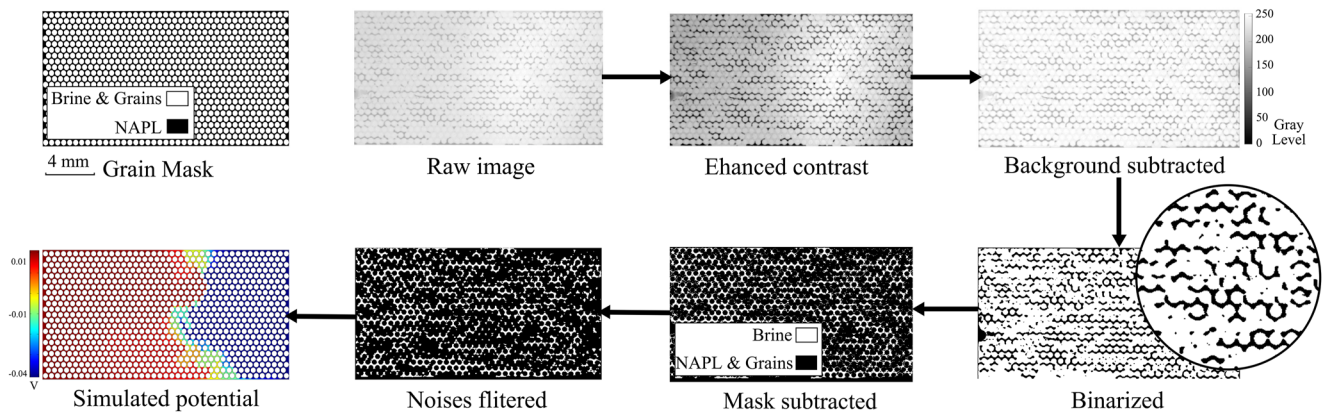 Brine & Grains
NAPL
4 mm
Grain Mask
Raw image
Ehanced contrast
Background subtracted
250
200
150
100
50
0
Gray
Level
0.01
-0.01
-0.04
V
Simulated potential
Noises flitered
Brine
NAPL & Grains
Mask subtracted
Binarized